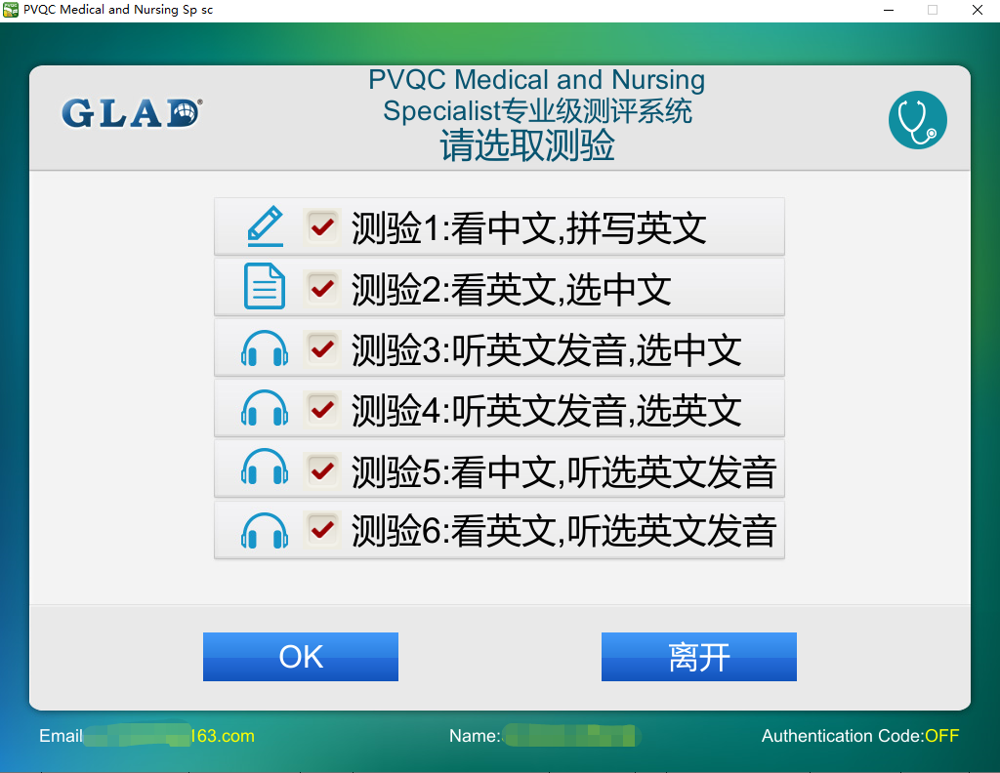 PVQC Medical and Nursing Sp sc
GLAD®
PVQC Medical and Nursing
Specialist专业级测评系统
请选取测验
测验1:看中文,拼写英文
测验2:看英文,选中文
测验3:听英文发音,选中文
测验4:听英文发音,选英文
测验5:看中文,听选英文发音
测验6:看英文,听选英文发音
OK
离开
Email 163.com
Name:
Authentication Code:OFF